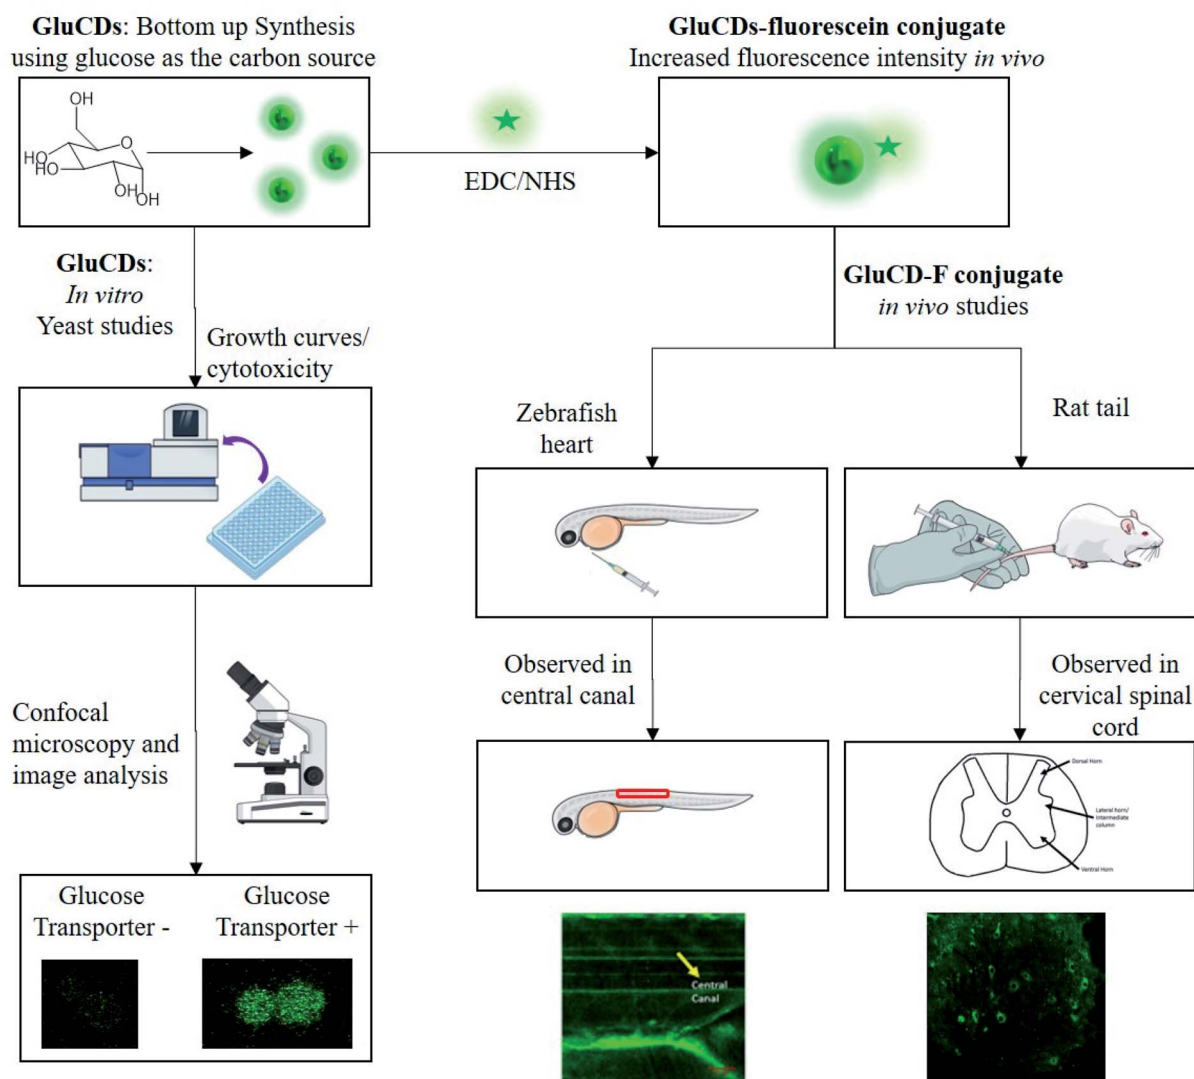 GluCDs: Bottom up Synthesis
using glucose as the carbon source
GluCDs-fluorescein conjugate
Increased fluorescence intensity in vivo
OH
O
HO
HO
OH
OH
EDC/NHS
GluCDs:
In vitro
Yeast studies
Growth curves/
cytotoxicity
GluCD-F conjugate
in vivo studies
Zebrafish
heart
Rat tail
Confocal
microscopy and
image analysis
Observed in
central canal
Observed in
cervical spinal
cord
Dorsal Horn
Lateral horn/
Intermediate
column
Ventral Horn
Glucose
Transporter -
Glucose
Transporter +
Central
Canal